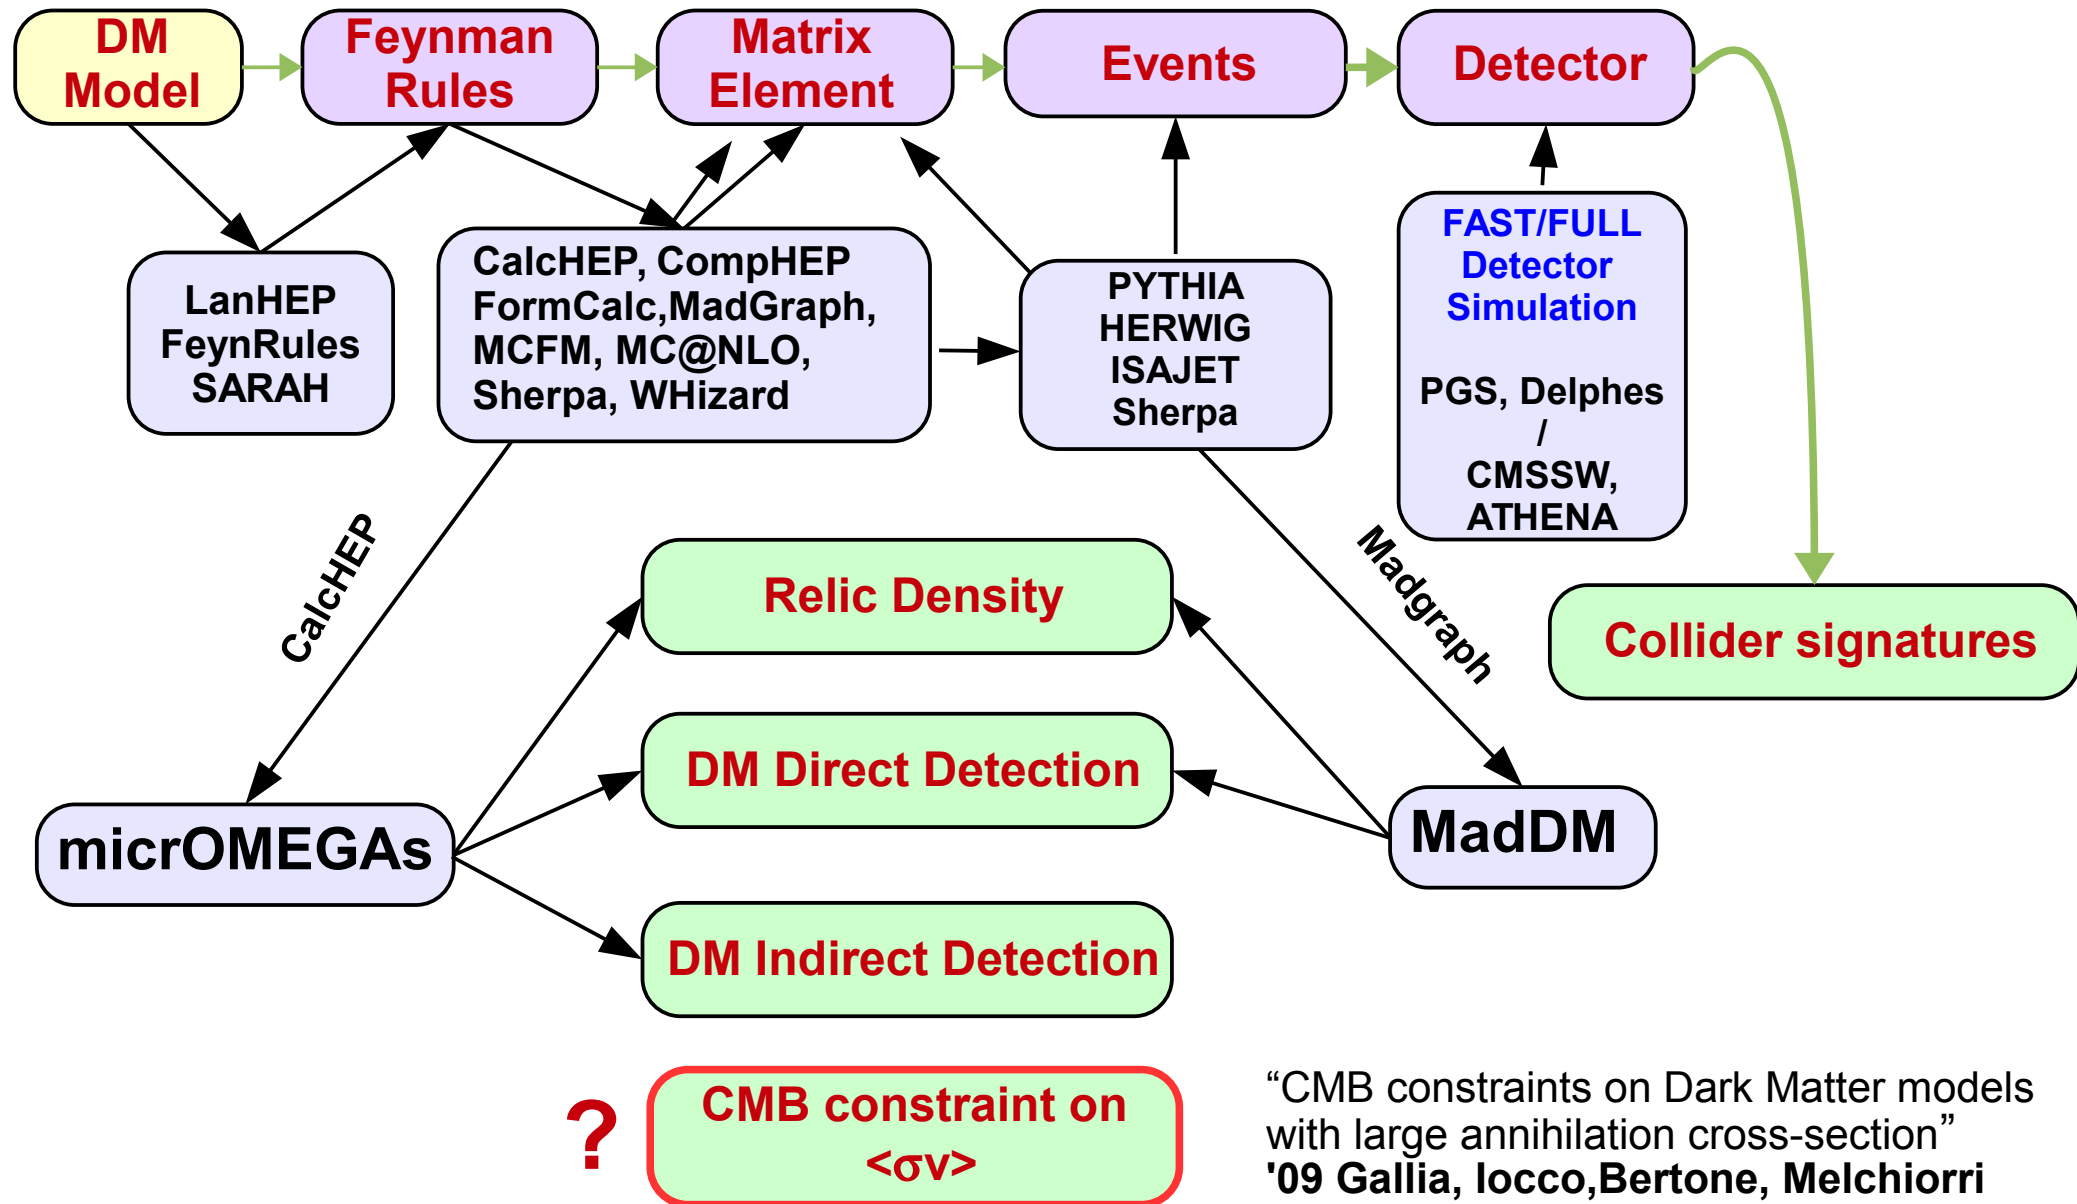 DM
Model
Feynman
Rules
Matrix
Element
Events
Detector
LanHEP
FeynRules
SARAH
CalcHEP, CompHEP
FormCalc,MadGraph,
MCFM, MC@NLO,
Sherpa, WHizard
PYTHIA
HERWIG
ISAJET
Sherpa
FAST/FULL
Detector
Simulation
PGS, Delphes
/
CMSSW,
ATHENA
CalcHEP
Madgraph
Relic Density
Collider signatures
DM Direct Detection
micrOMEGAs
MadDM
DM Indirect Detection
?
CMB constraint on
<σv>
“CMB constraints on Dark Matter models
with large annihilation cross-section”
'09 Gallia, Iocco,Bertone, Melchiorri